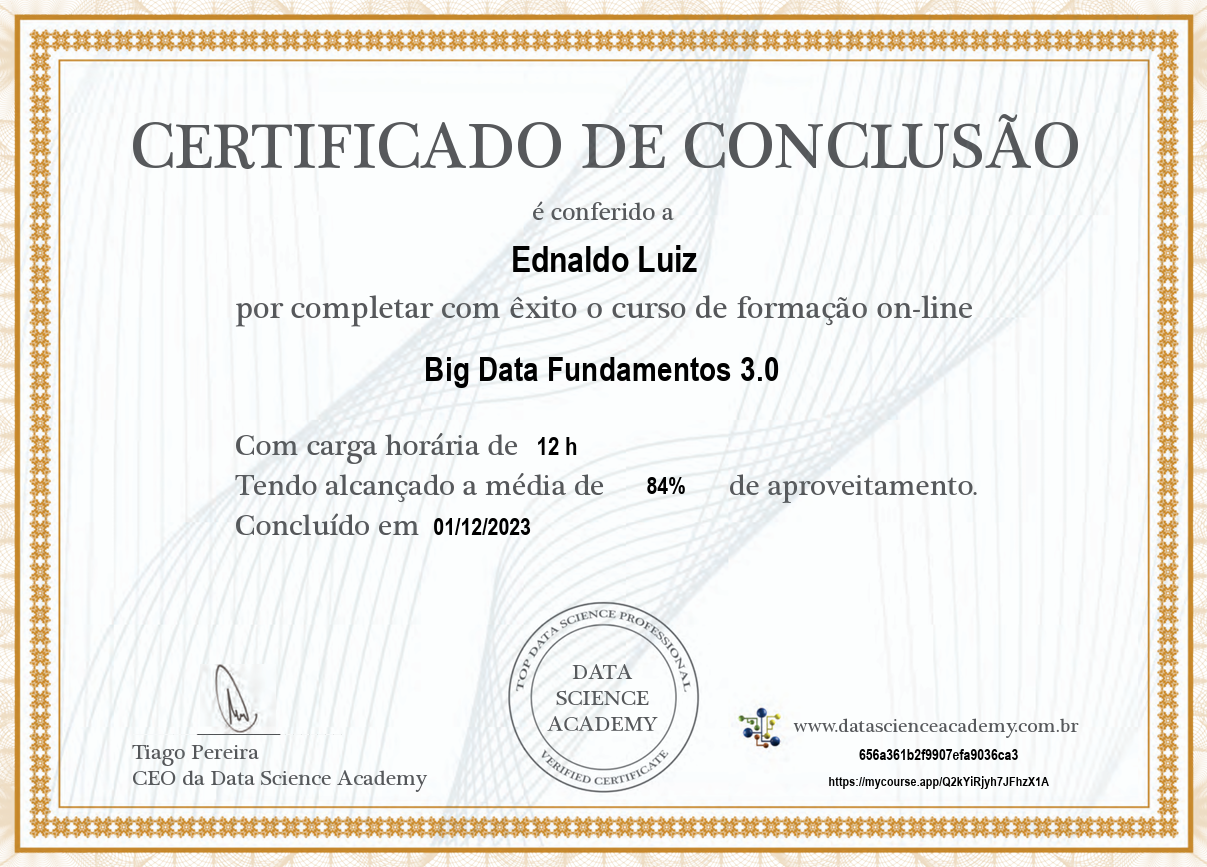 CERTIFICADO DE CONCLUSÃO
é conferido a
Ednaldo Luiz
por completar com êxito o curso de formação on-line
Big Data Fundamentos 3.0
Com carga horária de 12 h
Tendo alcançado a média de 84% de aproveitamento.
Concluído em 01/12/2023
TOP DATA SCIENCE PROFESSIONAL
DATA
SCIENCE
ACADEMY
VERIFIED CERTIFICATE
Tiago Pereira
CEO da Data Science Academy
www.datascienceacademy.com.br
656a361b2f9907efa9036ca3
https://mycourse.app/Q2kYiRjyh7JFhzX1A